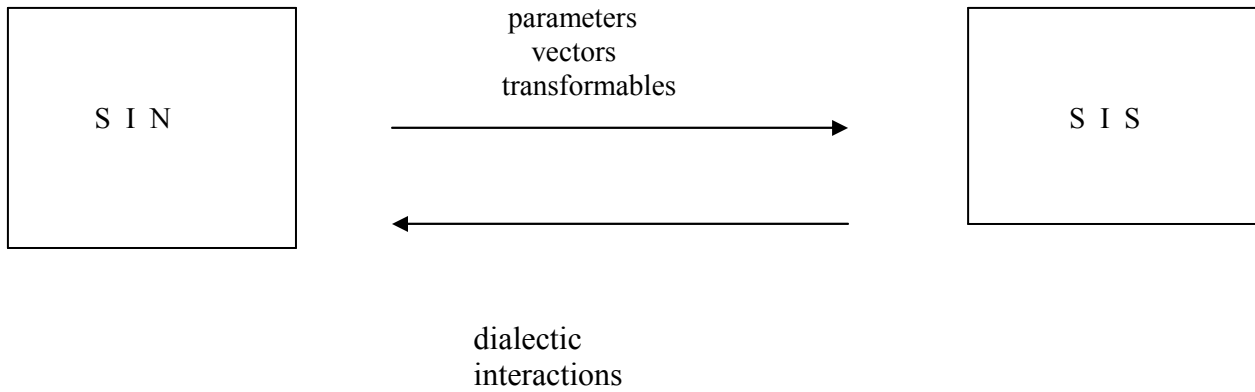 parameters
vectors
transformables
S I N
S I S
dialectic
interactions